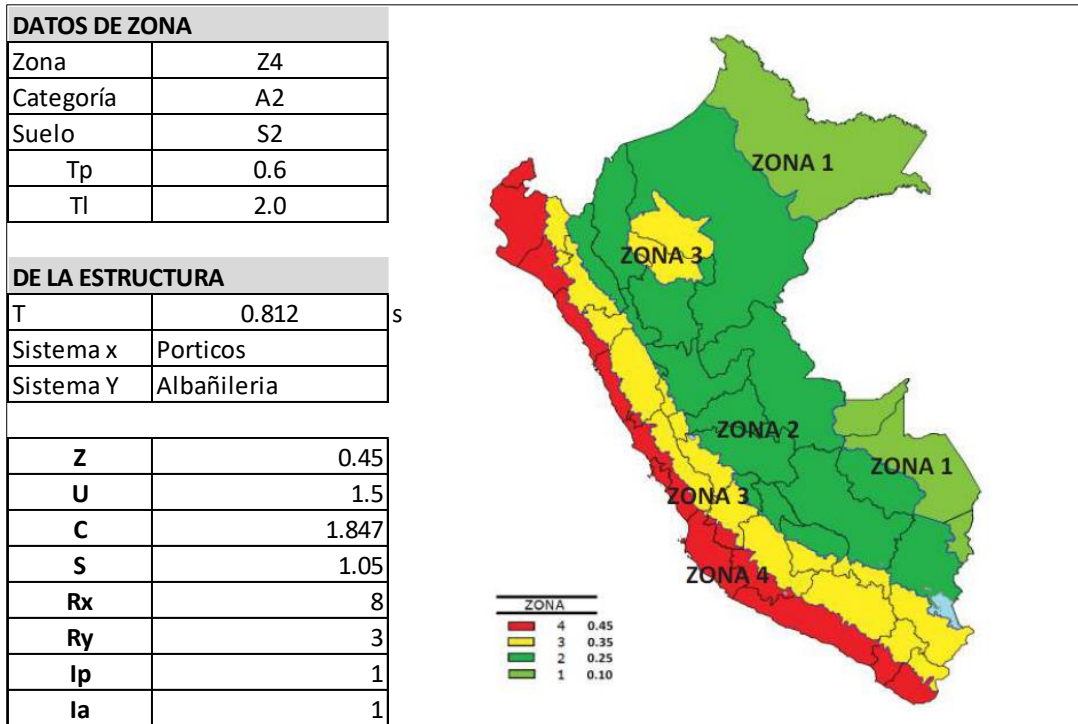 DATOS DE ZONA
Zona Z4
Categoría A2
Suelo S2
Tp 0.6
Tl 2.0
DE LA ESTRUCTURA
T 0.812 s
Sistema x Porticos
Sistema Y Albañileria
Z 0.45
U 1.5
C 1.847
S 1.05
Rx 8
Ry 3
Ip 1
Ia 1
ZONA 1
ZONA 3
ZONA 2
ZONA 1
ZONA 3
ZONA 4
ZONA
4 0.45
3 0.35
2 0.25
1 0.10